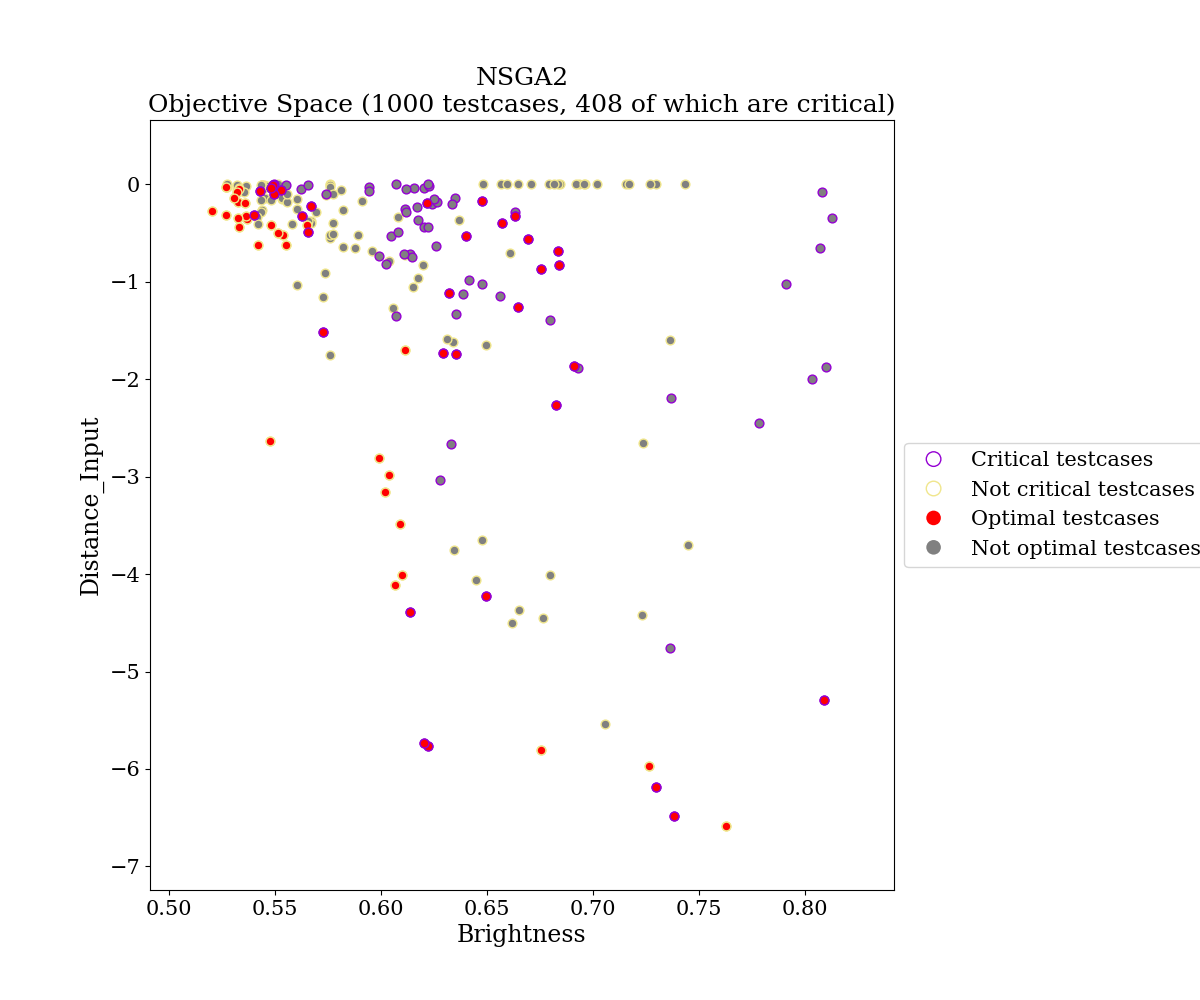 NSGA2
Objective Space (1000 testcases, 408 of which are critical)
0
−1
−2
−3
−4
−5
−6
−7
Distance_Input
0.50 0.55 0.60 0.65 0.70 0.75 0.80
Brightness
Critical testcases
Not critical testcases
Optimal testcases
Not optimal testcases